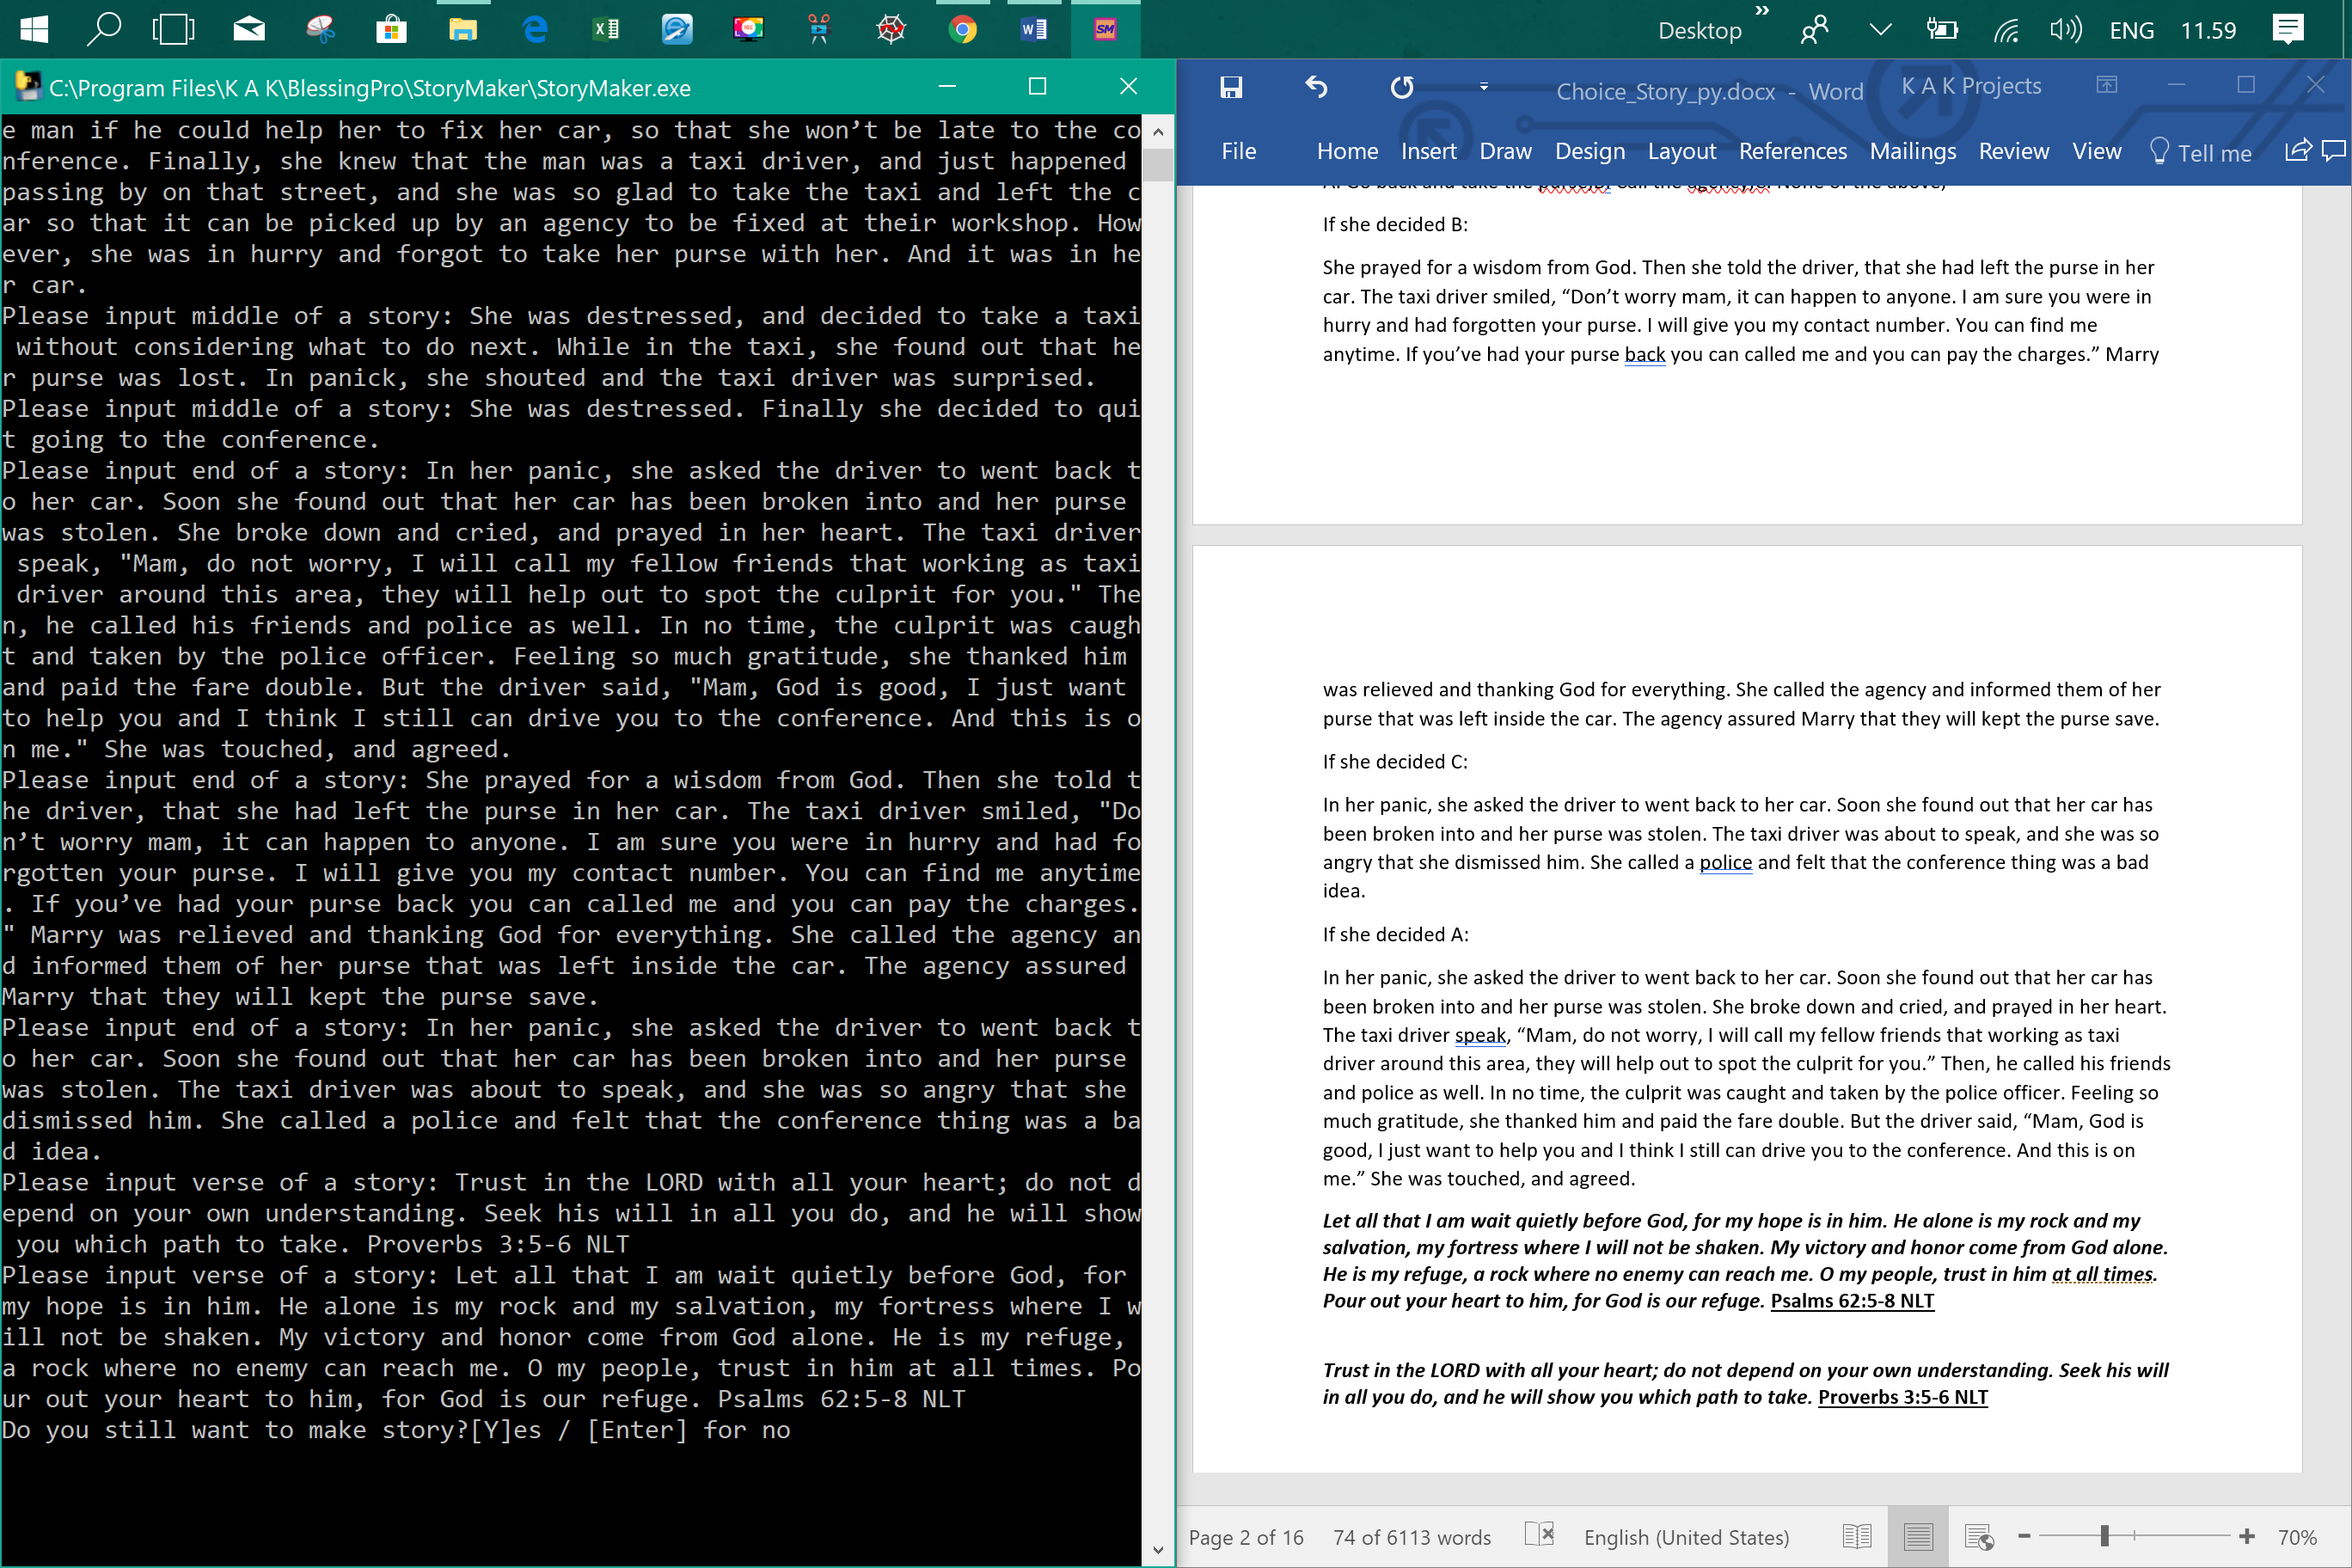 Desktop
ENG 11.59
C:\Program Files\K A K\BlessingPro\StoryMaker\StoryMaker.exe
e man if he could help her to fix her car, so that she won’t be late to the co
nference. Finally, she knew that the man was a taxi driver, and just happened
passing by on that street, and she was so glad to take the taxi and left the c
ar so that it can be picked up by an agency to be fixed at their workshop. How
ever, she was in hurry and forgot to take her purse with her. And it was in he
r car.
Please input middle of a story: She was destressed, and decided to take a taxi
without considering what to do next. While in the taxi, she found out that he
r purse was lost. In panick, she shouted and the taxi driver was surprised.
Please input middle of a story: She was destressed. Finally she decided to qui
t going to the conference.
Please input end of a story: In her panic, she asked the driver to went back t
o her car. Soon she found out that her car has been broken into and her purse
was stolen. She broke down and cried, and prayed in her heart. The taxi driver
speak, "Mam, do not worry, I will call my fellow friends that working as taxi
driver around this area, they will help out to spot the culprit for you." The
n, he called his friends and police as well. In no time, the culprit was caugh
t and taken by the police officer. Feeling so much gratitude, she thanked him
and paid the fare double. But the driver said, "Mam, God is good, I just want
to help you and I think I still can drive you to the conference. And this is o
n me." She was touched, and agreed.
Please input end of a story: She prayed for a wisdom from God. Then she told t
he driver, that she had left the purse in her car. The taxi driver smiled, "Do
n’t worry mam, it can happen to anyone. I am sure you were in hurry and had fo
rgotten your purse. I will give you my contact number. You can find me anytime
. If you’ve had your purse back you can called me and you can pay the charges.
" Marry was relieved and thanking God for everything. She called the agency an
d informed them of her purse that was left inside the car. The agency assured
Marry that they will kept the purse save.
Please input end of a story: In her panic, she asked the driver to went back t
o her car. Soon she found out that her car has been broken into and her purse
was stolen. The taxi driver was about to speak, and she was so angry that she
dismissed him. She called a police and felt that the conference thing was a ba
d idea.
Please input verse of a story: Trust in the LORD with all your heart; do not d
epend on your own understanding. Seek his will in all you do, and he will show
you which path to take. Proverbs 3:5-6 NLT
Please input verse of a story: Let all that I am wait quietly before God, for
my hope is in him. He alone is my rock and my salvation, my fortress where I w
ill not be shaken. My victory and honor come from God alone. He is my refuge,
a rock where no enemy can reach me. O my people, trust in him at all times. Po
ur out your heart to him, for God is our refuge. Psalms 62:5-8 NLT
Do you still want to make story?[Y]es / [Enter] for no
Choice_Story_py.docx - Word K A K Projects
File Home Insert Draw Design Layout References Mailings Review View Tell me
If she decided B:
She prayed for a wisdom from God. Then she told the driver, that she had left the purse in her
car. The taxi driver smiled, “Don’t worry mam, it can happen to anyone. I am sure you were in
hurry and had forgotten your purse. I will give you my contact number. You can find me
anytime. If you’ve had your purse back you can called me and you can pay the charges.” Marry
was relieved and thanking God for everything. She called the agency and informed them of her
purse that was left inside the car. The agency assured Marry that they will kept the purse save.
If she decided C:
In her panic, she asked the driver to went back to her car. Soon she found out that her car has
been broken into and her purse was stolen. The taxi driver was about to speak, and she was so
angry that she dismissed him. She called a police and felt that the conference thing was a bad
idea.
If she decided A:
In her panic, she asked the driver to went back to her car. Soon she found out that her car has
been broken into and her purse was stolen. She broke down and cried, and prayed in her heart.
The taxi driver speak, “Mam, do not worry, I will call my fellow friends that working as taxi
driver around this area, they will help out to spot the culprit for you.” Then, he called his friends
and police as well. In no time, the culprit was caught and taken by the police officer. Feeling so
much gratitude, she thanked him and paid the fare double. But the driver said, “Mam, God is
good, I just want to help you and I think I still can drive you to the conference. And this is on
me.” She was touched, and agreed.
Let all that I am wait quietly before God, for my hope is in him. He alone is my rock and my
salvation, my fortress where I will not be shaken. My victory and honor come from God alone.
He is my refuge, a rock where no enemy can reach me. O my people, trust in him at all times.
Pour out your heart to him, for God is our refuge. Psalms 62:5-8 NLT
Trust in the LORD with all your heart; do not depend on your own understanding. Seek his will
in all you do, and he will show you which path to take. Proverbs 3:5-6 NLT
Page 2 of 16 74 of 6113 words English (United States) 70%